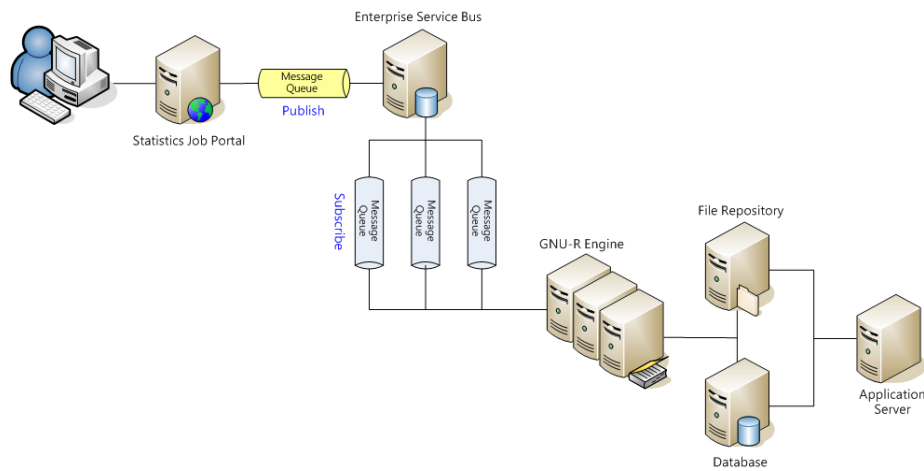 Enterprise Service Bus
Message
Queue
Publish
Statistics Job Portal
Subscribe
Message
Queue
Message
Queue
Message
Queue
GNU-R Engine
File Repository
Application
Server
Database